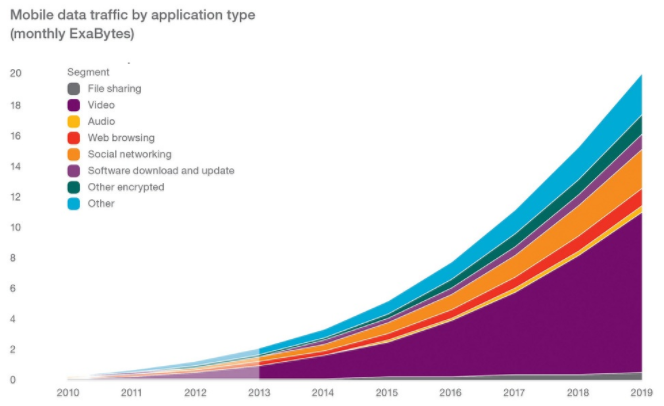 Mobile data traffic by application type
(monthly ExaBytes)
Segment
File sharing
Video
Audio
Web browsing
Social networking
Software download and update
Other encrypted
Other
20
18
16
14
12
10
8
6
4
2
0
2010 2011 2012 2013 2014 2015 2016 2017 2018 2019